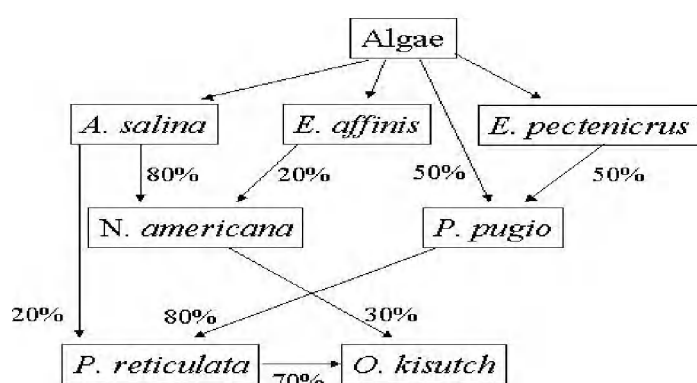 Algae
A. salina
E. affinis
E. pectenicrus
80%
20%
50%
50%
N. americana
P. pugio
20%
80%
30%
P. reticulata
O. kisutch
70%